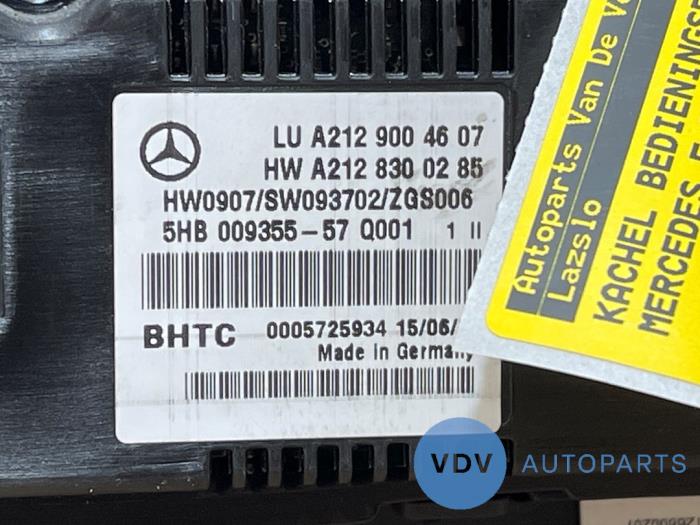 LU A212 900 46 07
HW A212 830 02 85
HW0907/SW093702/ZGS006
5HB 009355-57 Q001 1 II
BHTC 0005725934 15/06/
Made in Germany
Autoparts Van De
Lazslo
KACHEL
MERCEDES
VDV AUTOPARTS